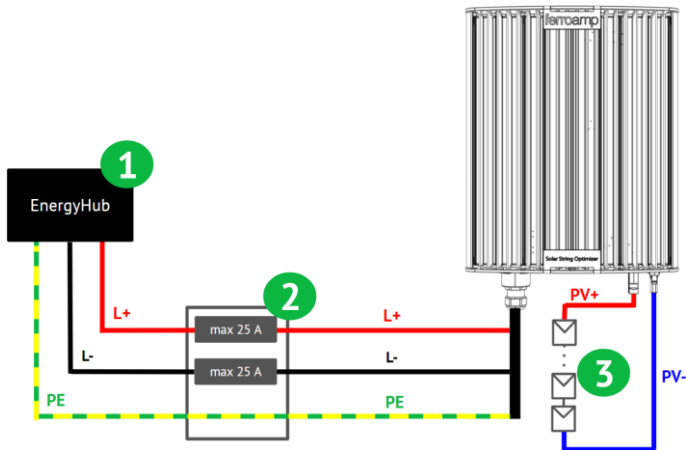 ferroamp
1
EnergyHub
Solar String Optimizer
2
PV+
L+
L+
max 25 A
L-
L-
max 25 A
3
PV-
PE
PE